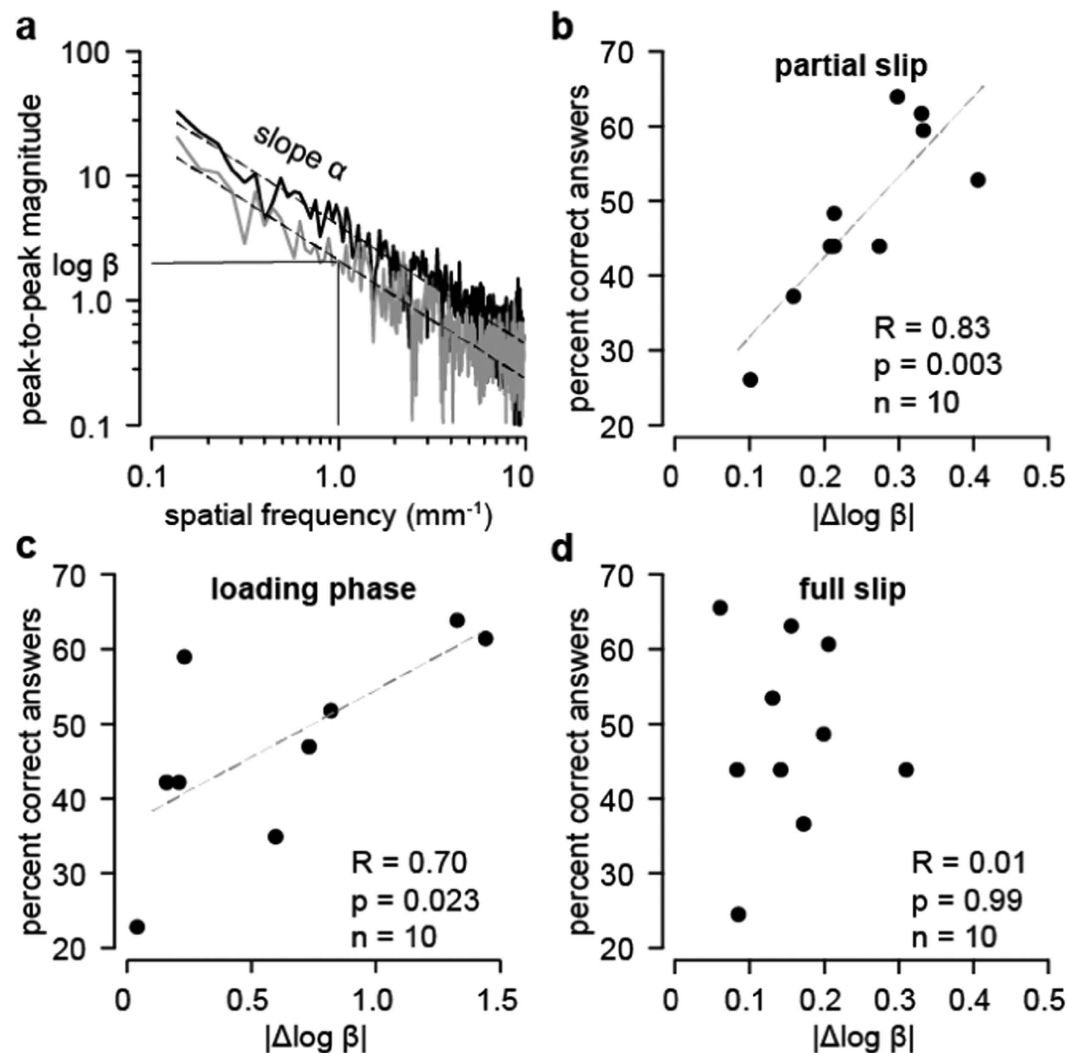 a
100
10
log β
1.0
0.1
peak-to-peak magnitude
slope α
0.1
1.0
10
spatial frequency (mm⁻¹)
b
partial slip
70
60
50
40
30
20
percent correct answers
R = 0.83
p = 0.003
n = 10
0
0.1
0.2
0.3
0.4
0.5
|Δlog β|
c
loading phase
70
60
50
40
30
20
percent correct answers
R = 0.70
p = 0.023
n = 10
0
0.5
1.0
1.5
|Δlog β|
d
full slip
70
60
50
40
30
20
percent correct answers
R = 0.01
p = 0.99
n = 10
0
0.1
0.2
0.3
0.4
0.5
|Δlog β|